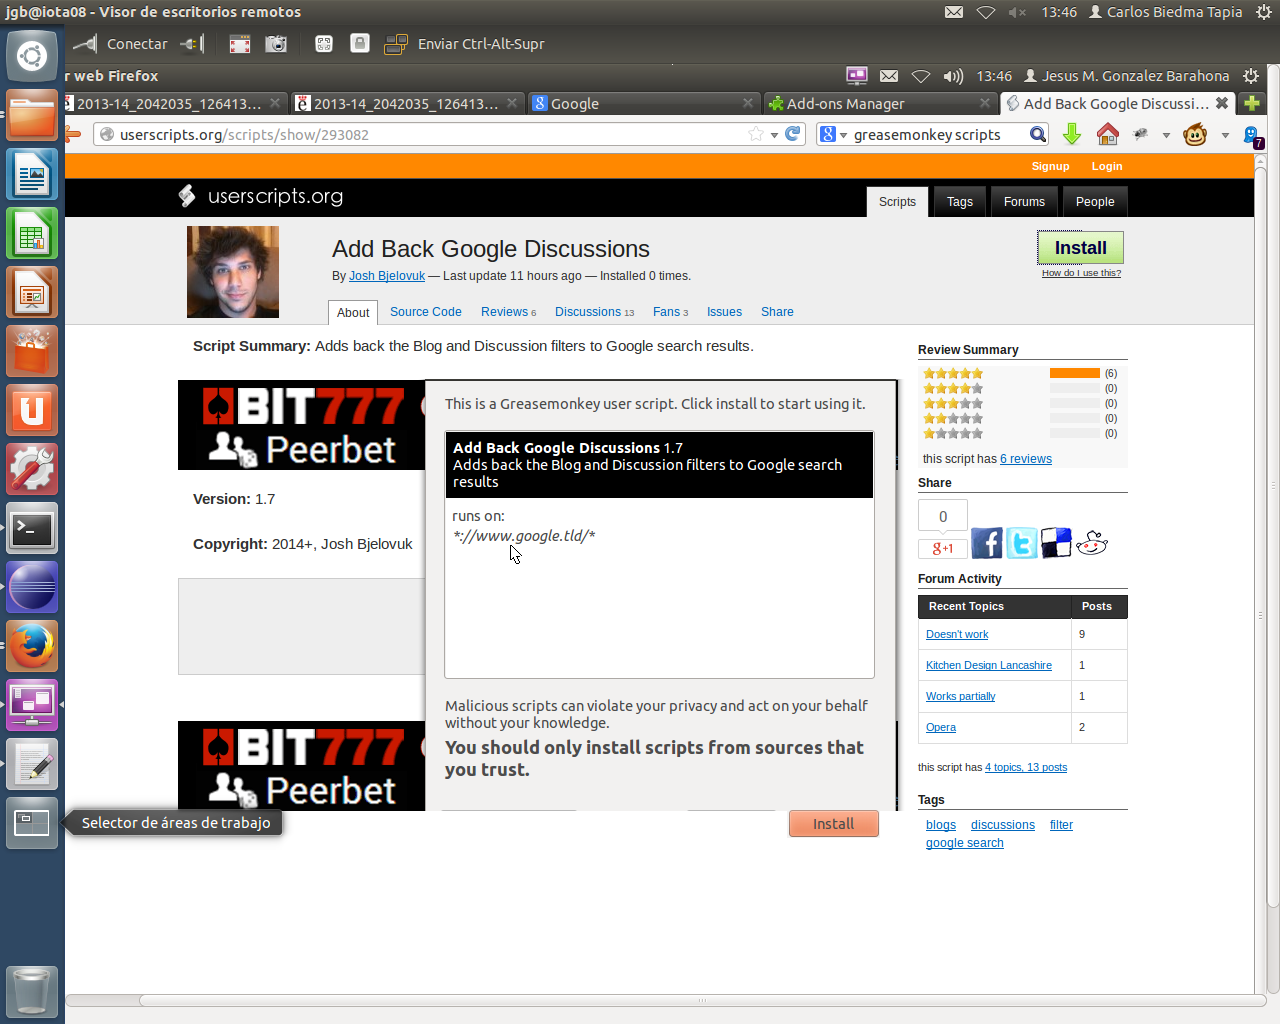 jgb@iota08 - Visor de escritorios remotos
13:46 Carlos Biedma Tapia
Conectar
Enviar Ctrl-Alt-Supr
r web Firefox
13:46 Jesus M. Gonzalez Barahona
2013-14_2042035_126413...
2013-14_2042035_126413...
Google
Add-ons Manager
Add Back Google Discussi...
userscripts.org/scripts/show/293082
greasemonkey scripts
7
Signup Login
userscripts.org
Scripts Tags Forums People
Add Back Google Discussions
By Josh Bjelovuk — Last update 11 hours ago — Installed 0 times.
Install
How do I use this?
About Source Code Reviews 6 Discussions 13 Fans 3 Issues Share
Script Summary: Adds back the Blog and Discussion filters to Google search results.
BIT777
Peerbet
Version: 1.7
Copyright: 2014+, Josh Bjelovuk
BIT777
Peerbet
This is a Greasemonkey user script. Click install to start using it.
Add Back Google Discussions 1.7
Adds back the Blog and Discussion filters to Google search
results
runs on:
*://www.google.tld/*
Malicious scripts can violate your privacy and act on your behalf
without your knowledge.
You should only install scripts from sources that
you trust.
Install
Review Summary
(6)
(0)
(0)
(0)
(0)
this script has 6 reviews
Share
0
g+1
Forum Activity
Recent Topics Posts
Doesn't work 9
Kitchen Design Lancashire 1
Works partially 1
Opera 2
this script has 4 topics, 13 posts
Tags
blogs discussions filter
google search
Selector de áreas de trabajo